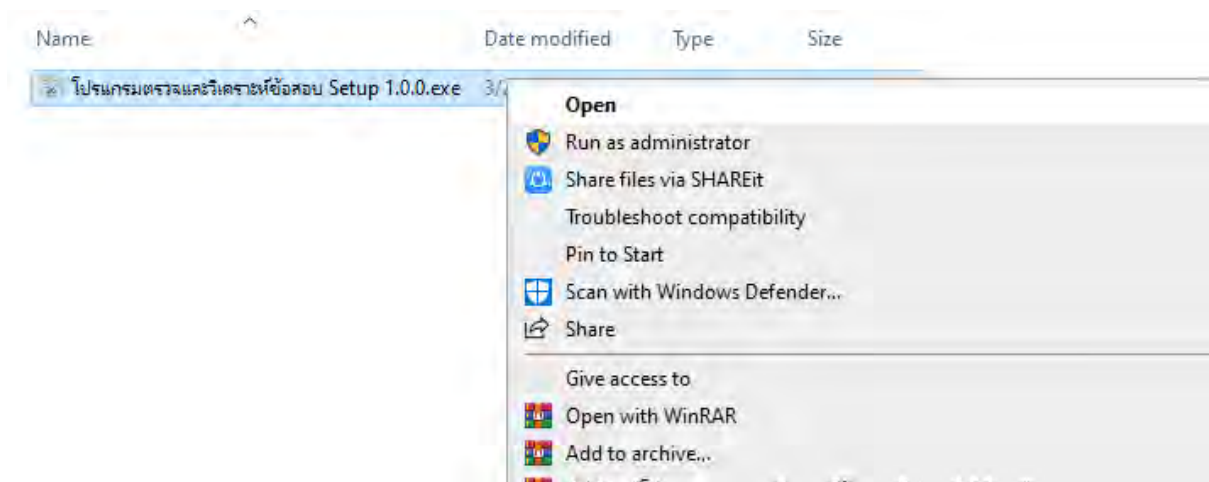 Name Date modified Type Size
โปรแกรมตรวจและวิเคราะห์ข้อสอบ Setup 1.0.0.exe 3/
Open
Run as administrator
Share files via SHAREit
Troubleshoot compatibility
Pin to Start
Scan with Windows Defender...
Share
Give access to
Open with WinRAR
Add to archive...